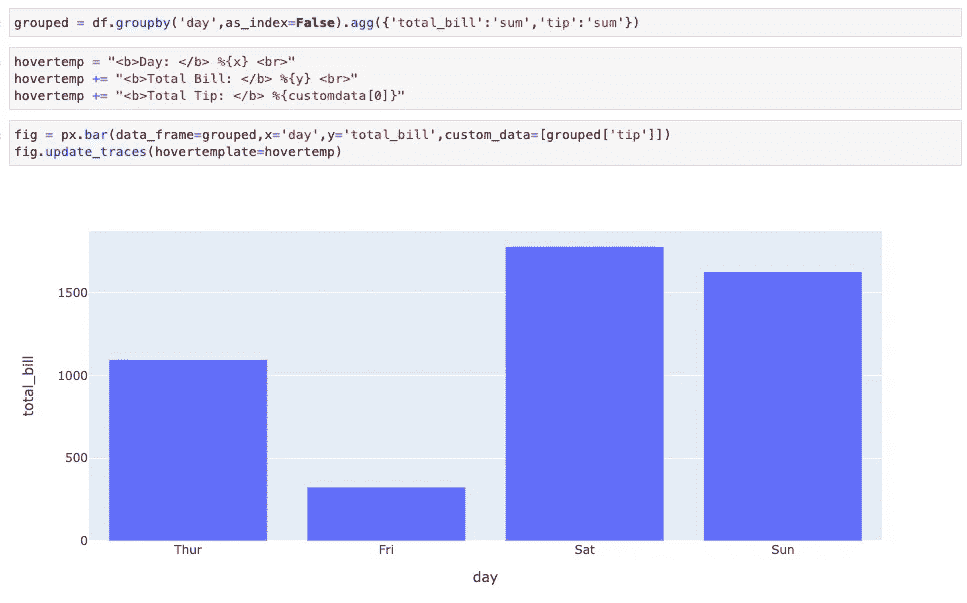 grouped = df.groupby('day',as_index=False).agg({'total_bill':'sum','tip':'sum'})
hovertemp = "<b>Day: </b> %{x} <br>"
hovertemp += "<b>Total Bill: </b> %{y} <br>"
hovertemp += "<b>Total Tip: </b> %{customdata[0]}"
fig = px.bar(data_frame=grouped,x='day',y='total_bill',custom_data=[grouped['tip']])
fig.update_traces(hovertemplate=hovertemp)
total_bill
1500
1000
500
0
Thur Fri Sat Sun
day